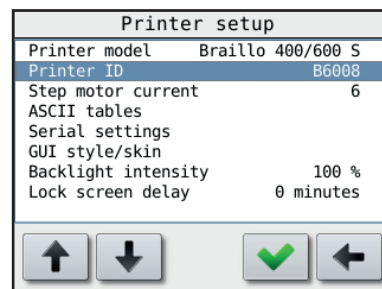 Printer setup
Printer model Braillo 400/600 S
Printer ID B6008
Step motor current 6
ASCII tables
Serial settings
GUI style/skin
Backlight intensity 100 %
Lock screen delay 0 minutes